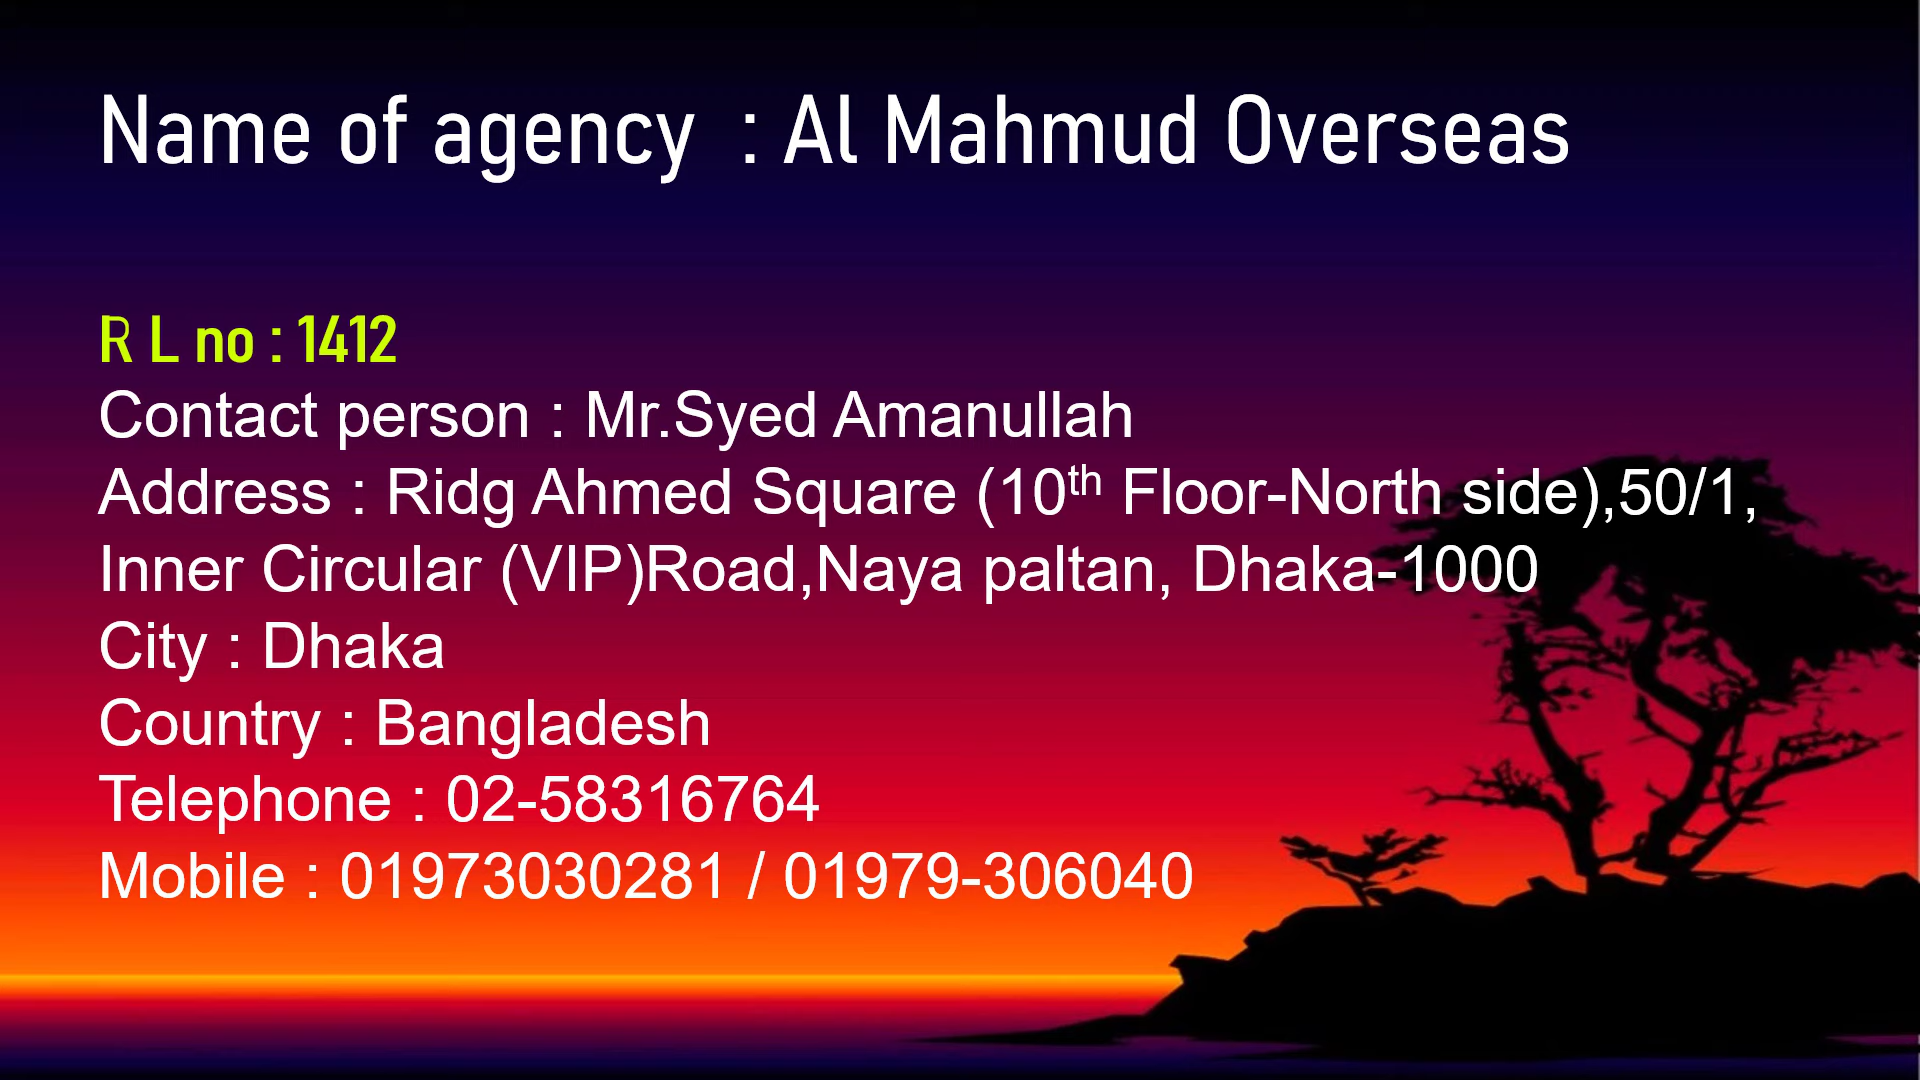 Name of agency  : Al Mahmud Overseas
R L no : 1412
Contact person : Mr.Syed Amanullah
Address : Ridg Ahmed Square (10th Floor-North side),50/1,
Inner Circular (VIP)Road,Naya paltan, Dhaka-1000
City : Dhaka
Country : Bangladesh
Telephone : 02-58316764
Mobile : 01973030281 / 01979-306040